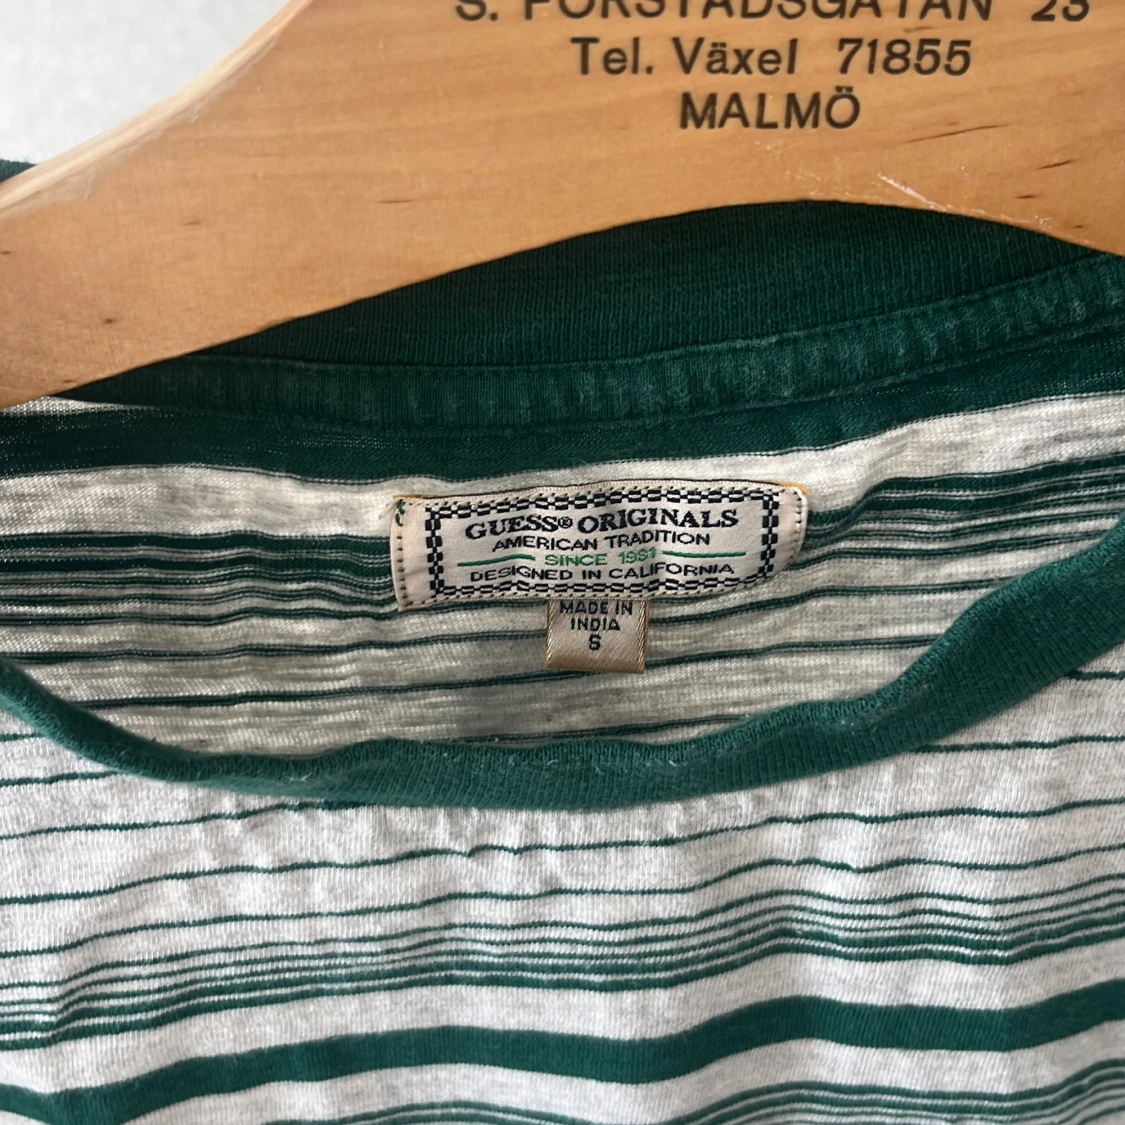 S. FÖRSTADSGATAN 23
Tel. Växel 71855
MALMÖ
GUESS® ORIGINALS
AMERICAN TRADITION
SINCE 1981
DESIGNED IN CALIFORNIA
MADE IN
INDIA
S